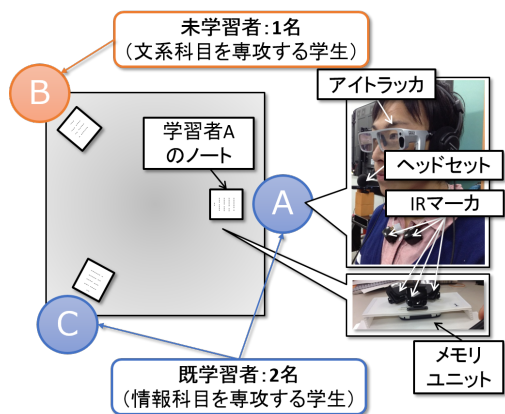 未学習者：1名
（文系科目を専攻する学生）
B
アイトラッカ
学習者A
のノート
ヘッドセット
A
IRマーカ
C
メモリ
ユニット
既学習者：2名
（情報科目を専攻する学生）